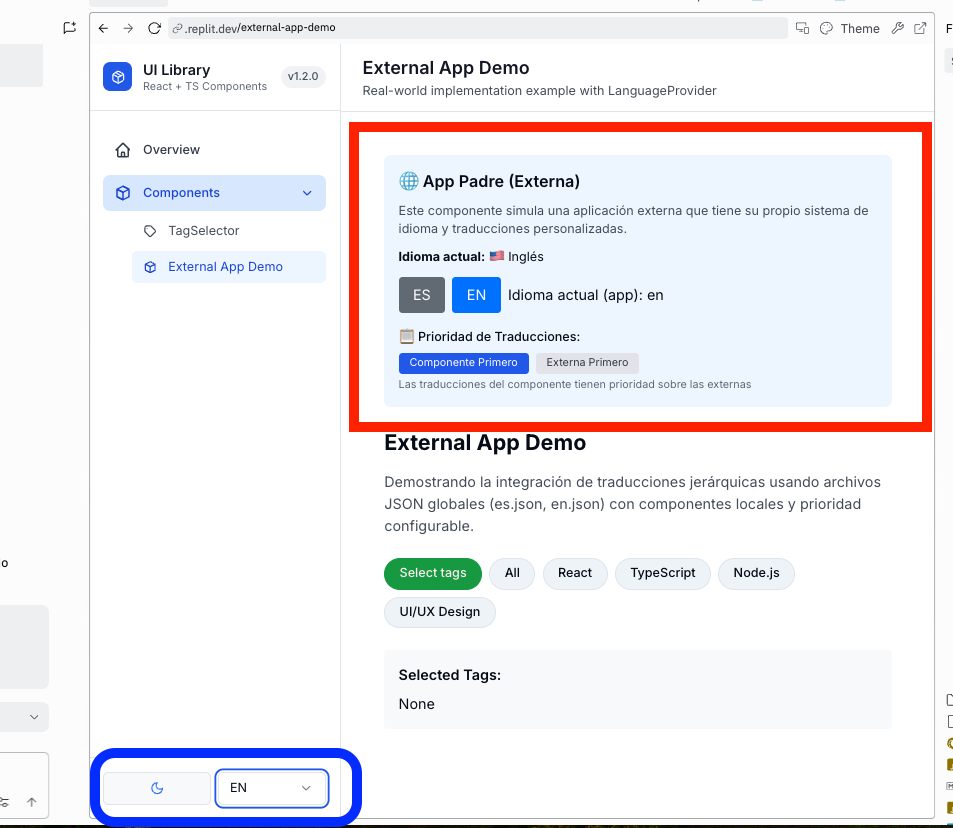 .replit.dev/external-app-demo
Theme
UI Library
React + TS Components
v1.2.0
External App Demo
Real-world implementation example with LanguageProvider
Overview
Components
TagSelector
External App Demo
App Padre (Externa)
Este componente simula una aplicación externa que tiene su propio sistema de
idioma y traducciones personalizadas.
Idioma actual: 🇺🇸 Inglés
ES
EN
Idioma actual (app): en
Prioridad de Traducciones:
Componente Primero
Externa Primero
Las traducciones del componente tienen prioridad sobre las externas
External App Demo
Demostrando la integración de traducciones jerárquicas usando archivos
JSON globales (es.json, en.json) con componentes locales y prioridad
configurable.
Select tags
All
React
TypeScript
Node.js
UI/UX Design
Selected Tags:
None
EN